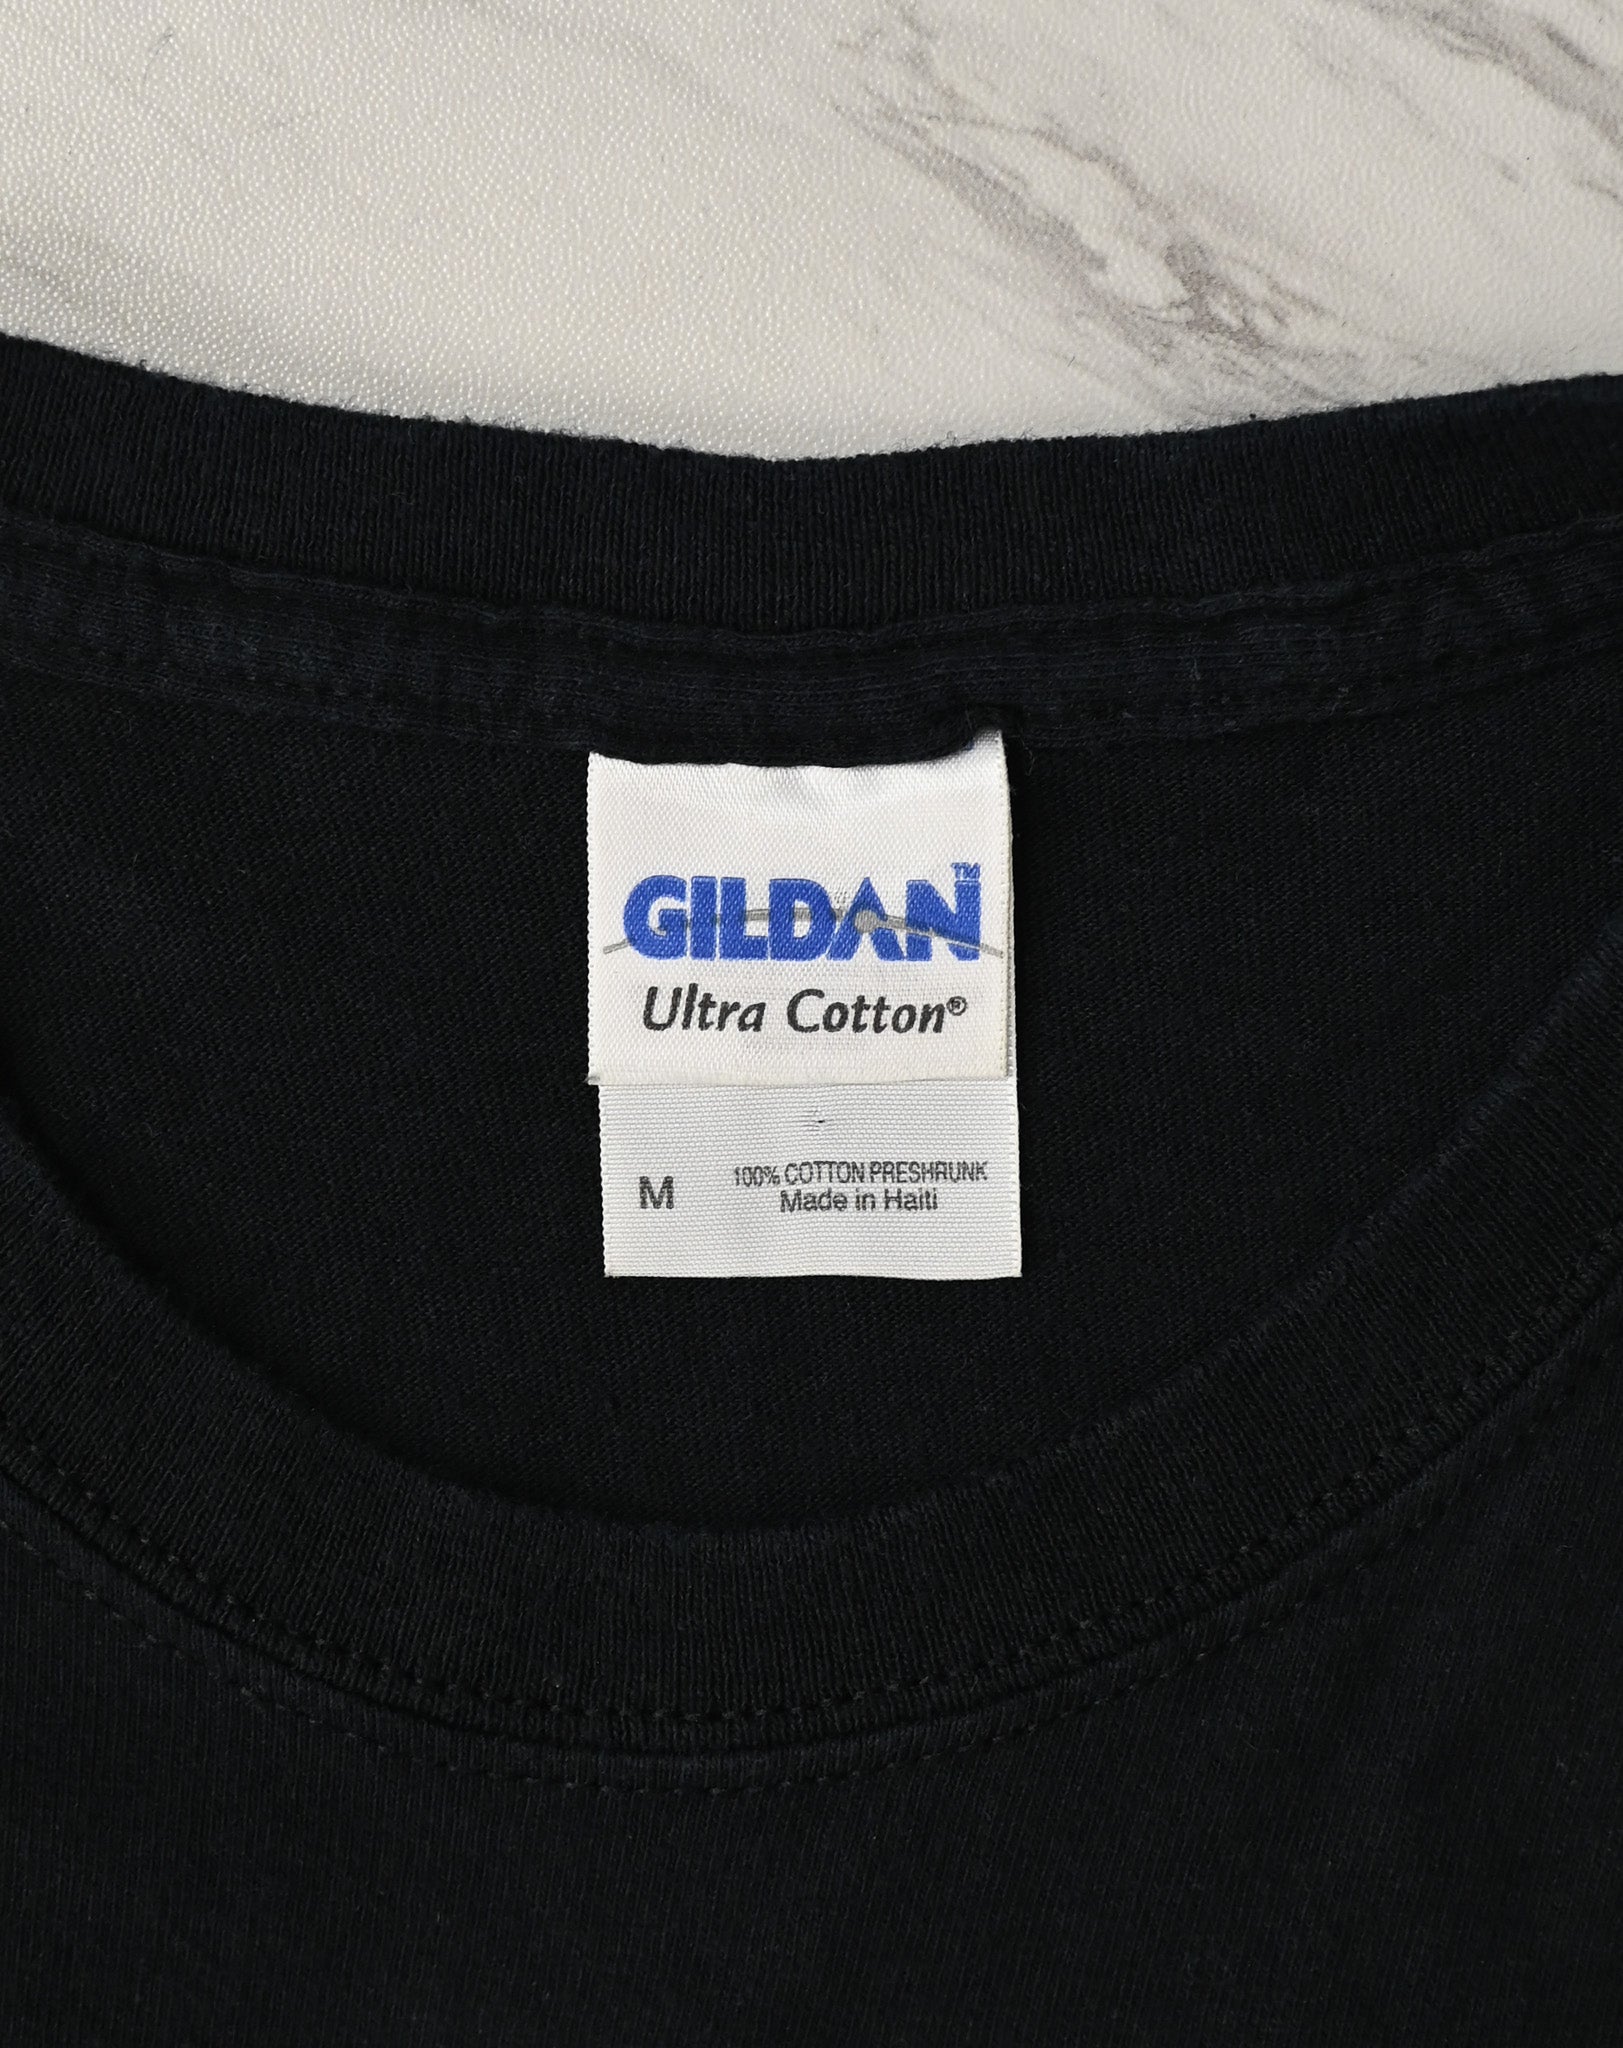 GILDAN™
Ultra Cotton®
M
100% COTTON PRESHRUNK
Made in Haiti